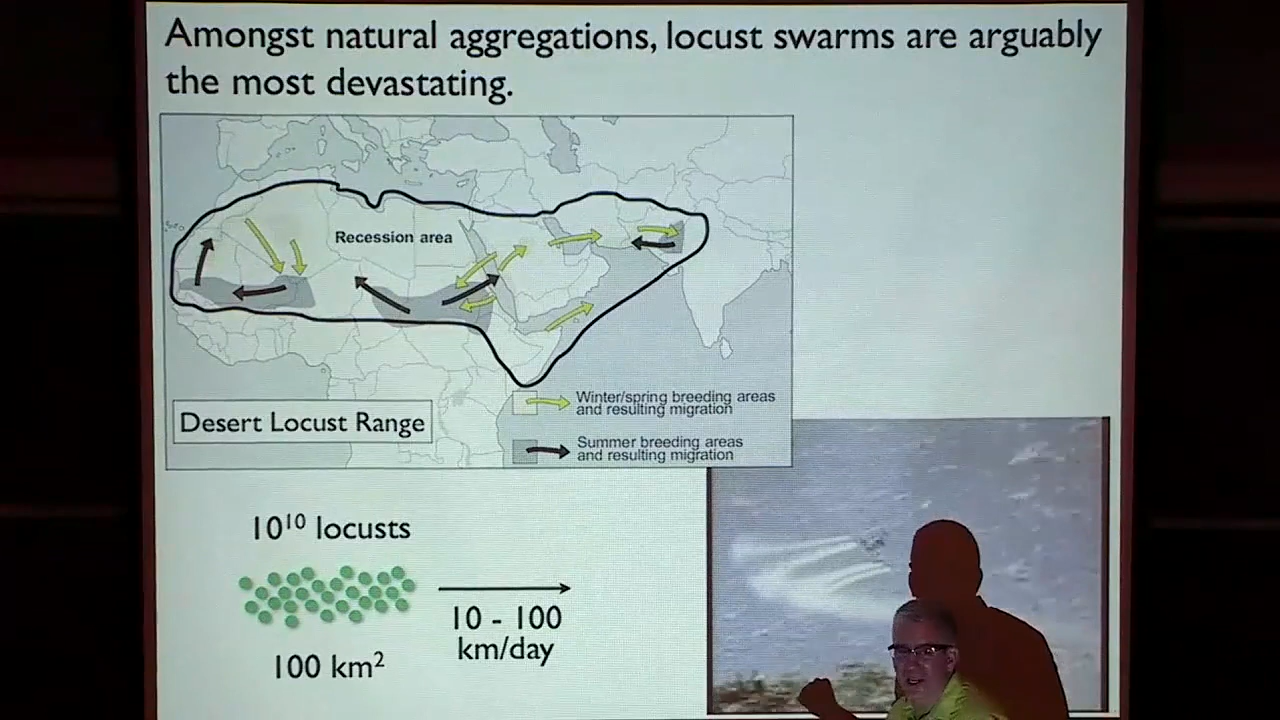 Amongst natural aggregations, locust swarms are arguably
the most devastating.
Recession area
Desert Locust Range
Winter/spring breeding areas
and resulting migration
Summer breeding areas
and resulting migration
10¹⁰ locusts
10 - 100
km/day
100 km²